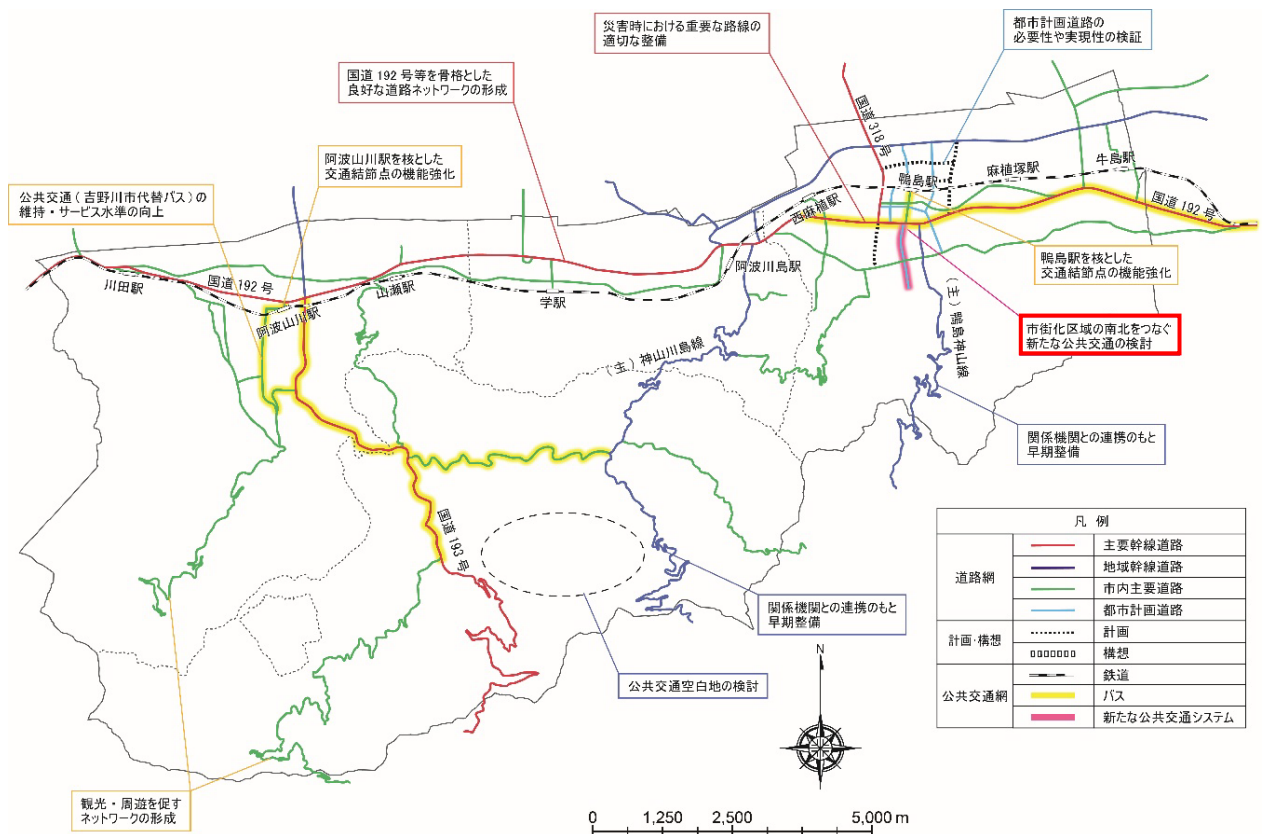 災害時における重要な路線の
適切な整備
都市計画道路の
必要性や実現性の検証
国道192号等を骨格とした
良好な道路ネットワークの形成
阿波山川駅を核とした
交通結節点の機能強化
公共交通(吉野川市代替バス)の
維持・サービス水準の向上
国道318号
鴨島駅
麻植塚駅
牛島駅
西麻植駅
国道192号
阿波川島駅
鴨島駅を核とした
交通結節点の機能強化
川田駅
国道192号
山瀬駅
学駅
阿波山川駅
(主)神山川島線
(主)鴨島神山線
市街化区域の南北をつなぐ
新たな公共交通の検討
関係機関との連携のもと
早期整備
国道193号
関係機関との連携のもと
早期整備
公共交通空白地の検討
観光・周遊を促す
ネットワークの形成
凡例
道路網
主要幹線道路
地域幹線道路
市内主要道路
都市計画道路
計画・構想
計画
構想
公共交通網
鉄道
バス
新たな公共交通システム
N
0 1,250 2,500 5,000 m